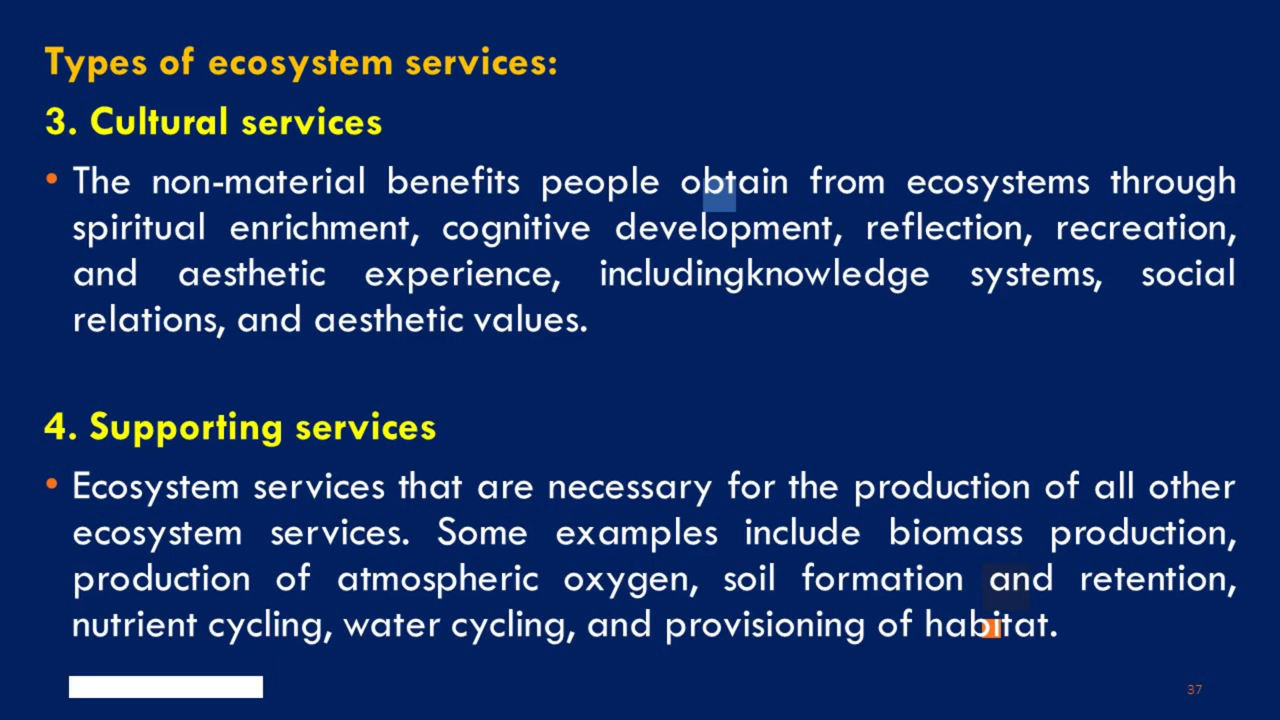 Types of ecosystem services:
3. Cultural services
• The non-material benefits people obtain from ecosystems through
spiritual enrichment, cognitive development, reflection, recreation,
and aesthetic experience, includingknowledge systems, social
relations, and aesthetic values.
4. Supporting services
• Ecosystem services that are necessary for the production of all other
ecosystem services. Some examples include biomass production,
production of atmospheric oxygen, soil formation and retention,
nutrient cycling, water cycling, and provisioning of habitat.
37